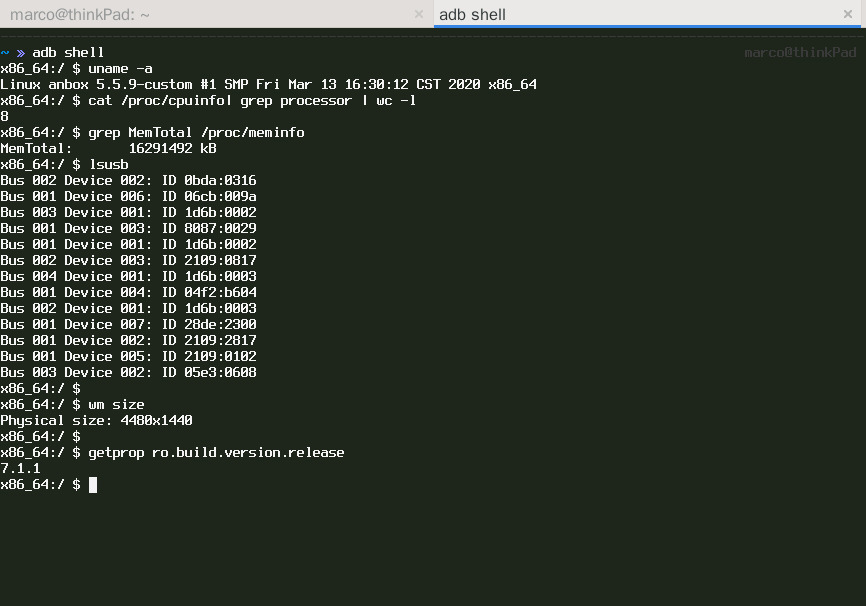 marco@thinkPad: ~ ×
adb shell ×
~ » adb shell marco@thinkPad
x86_64:/ $ uname -a
Linux anbox 5.5.9-custom #1 SMP Fri Mar 13 16:30:12 CST 2020 x86_64
x86_64:/ $ cat /proc/cpuinfo| grep processor | wc -l
8
x86_64:/ $ grep MemTotal /proc/meminfo
MemTotal:       16291492 kB
x86_64:/ $ lsusb
Bus 002 Device 002: ID 0bda:0316
Bus 001 Device 006: ID 06cb:009a
Bus 003 Device 001: ID 1d6b:0002
Bus 001 Device 003: ID 8087:0029
Bus 001 Device 001: ID 1d6b:0002
Bus 002 Device 003: ID 2109:0817
Bus 004 Device 001: ID 1d6b:0003
Bus 001 Device 004: ID 04f2:b604
Bus 002 Device 001: ID 1d6b:0003
Bus 001 Device 007: ID 28de:2300
Bus 001 Device 002: ID 2109:2817
Bus 001 Device 005: ID 2109:0102
Bus 003 Device 002: ID 05e3:0608
x86_64:/ $
x86_64:/ $ wm size
Physical size: 4480x1440
x86_64:/ $
x86_64:/ $ getprop ro.build.version.release
7.1.1
x86_64:/ $